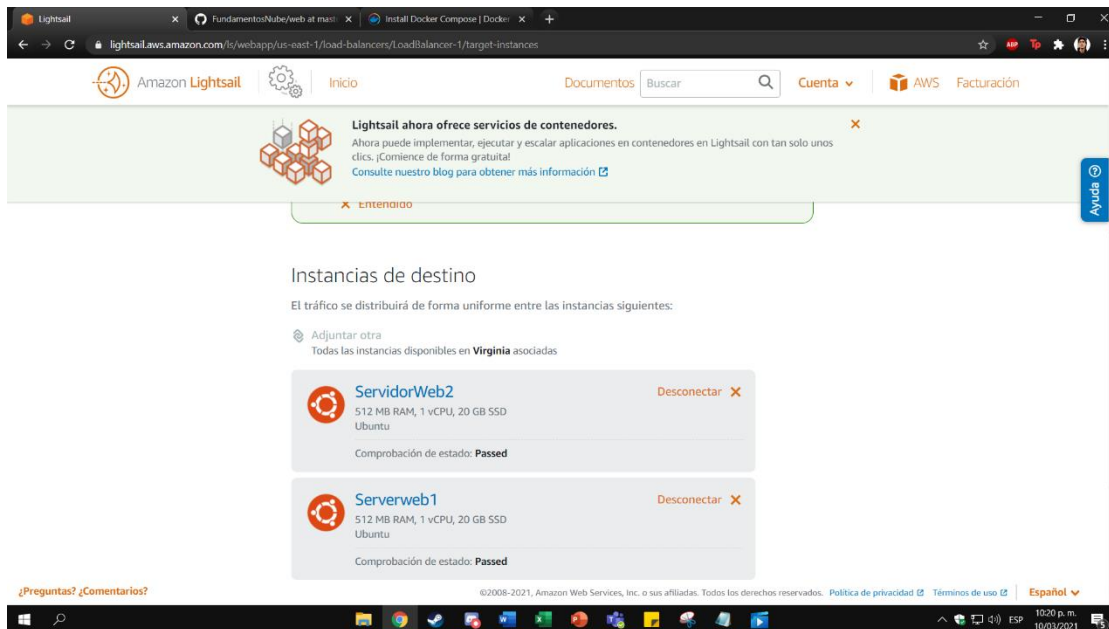 Lightsail
FundamentosNube/web at mast
Install Docker Compose | Docker
lightsail.aws.amazon.com/ls/webapp/us-east-1/load-balancers/LoadBalancer-1/target-instances
ABP
Tp
Amazon Lightsail
Inicio
Documentos
Buscar
Cuenta
AWS
Facturación
Lightsail ahora ofrece servicios de contenedores.
Ahora puede implementar, ejecutar y escalar aplicaciones en contenedores en Lightsail con tan solo unos
clics. ¡Comience de forma gratuita!
Consulte nuestro blog para obtener más información
Ayuda
Entendido
Instancias de destino
El tráfico se distribuirá de forma uniforme entre las instancias siguientes:
Adjuntar otra
Todas las instancias disponibles en Virginia asociadas
ServidorWeb2
Desconectar
512 MB RAM, 1 vCPU, 20 GB SSD
Ubuntu
Comprobación de estado: Passed
Serverweb1
Desconectar
512 MB RAM, 1 vCPU, 20 GB SSD
Ubuntu
Comprobación de estado: Passed
¿Preguntas? ¿Comentarios?
©2008-2021, Amazon Web Services, Inc. o sus afiliadas. Todos los derechos reservados.
Política de privacidad
Términos de uso
Español
ESP
10:20 p. m.
10/03/2021